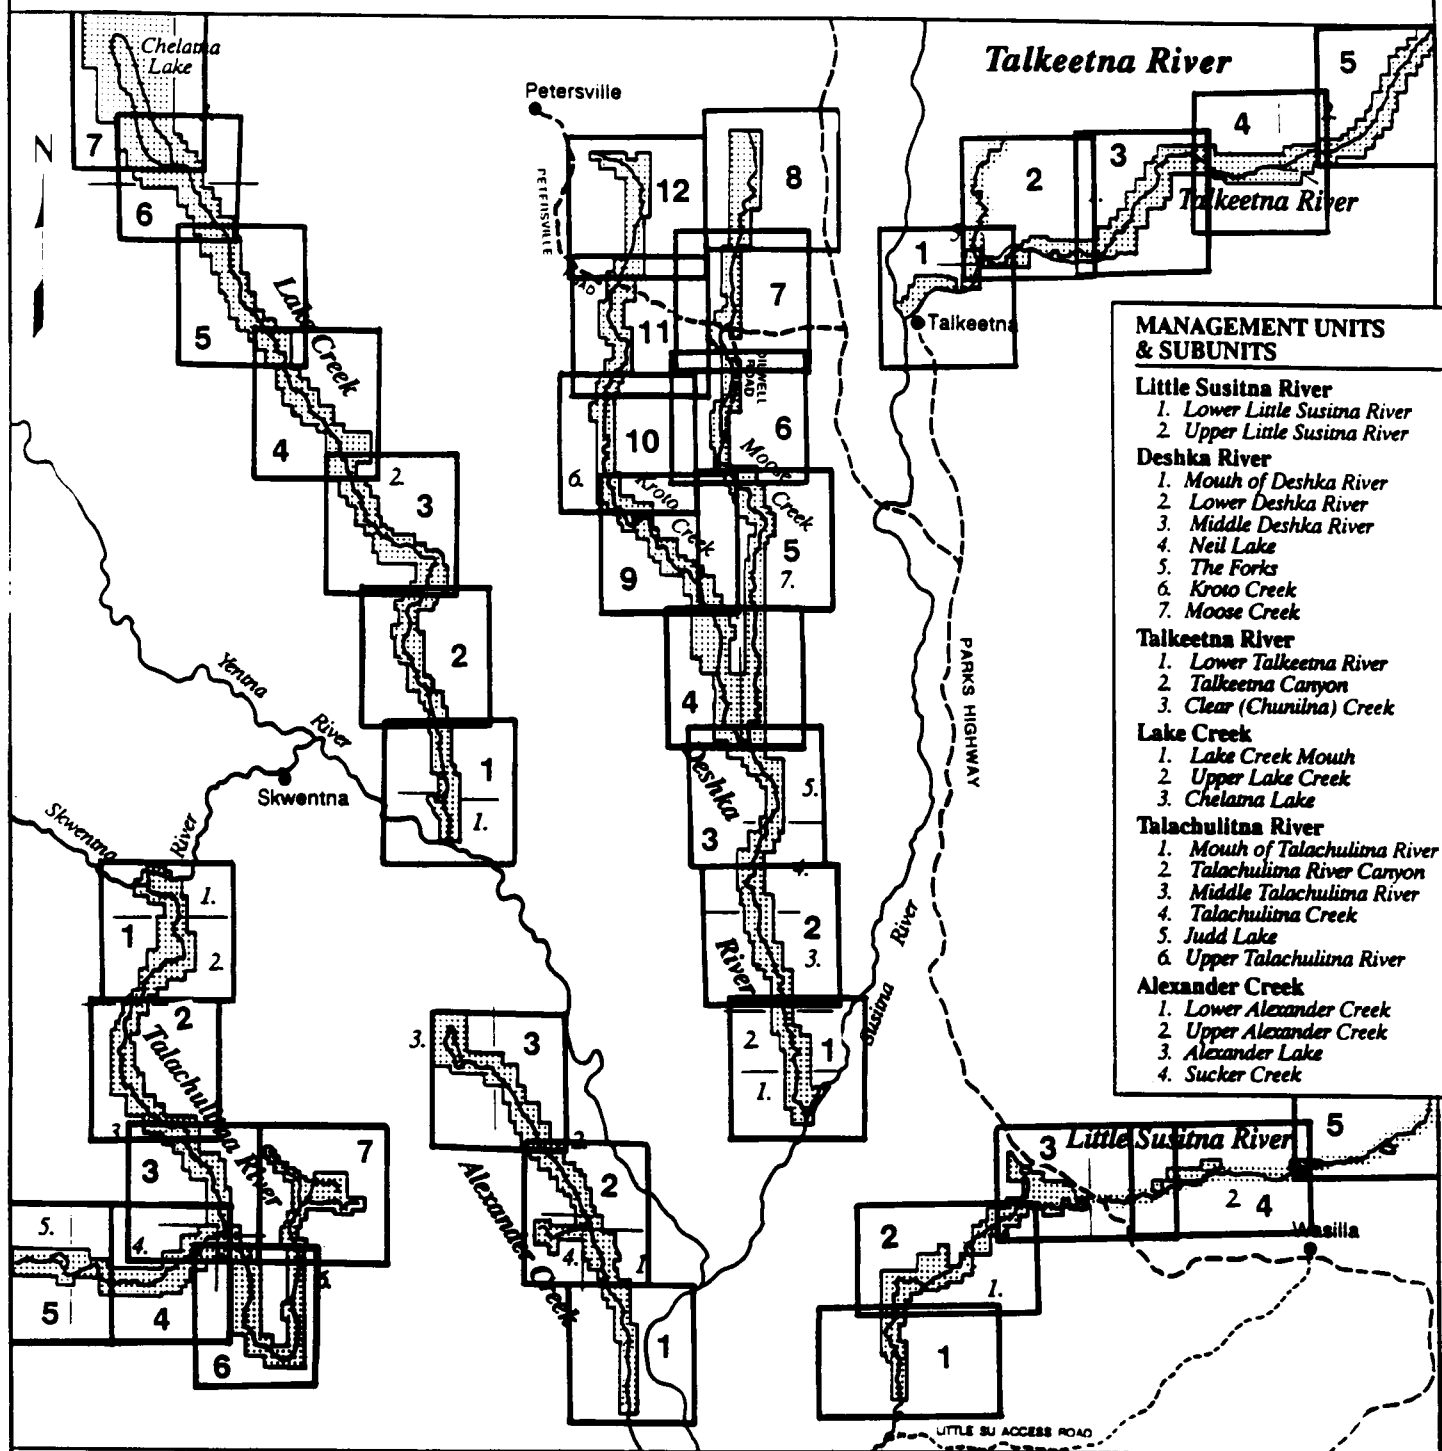 Chelatna
Lake
Talkeetna River
5
Petersville
4
N
7
3
12
8
2
6
Talkeetna River
PETERSVILLE
ROAD
1
7
Lake Creek
11
Talkeetna
5
OILWELL
ROAD
4
10
6
2.
3
6.
Kroto
Creek
Moose
Creek
5
7.
9
2
Yentna
River
PARKS HIGHWAY
4
Deshka
River
1
1.
Skwentna
5.
3
Skwentna
River
4.
1.
1
2.
2
3.
River
Susitna
2
Talachulitna River
3.
3
3.
2.
1
1.
2.
Alexander Creek
2
4.
1.
1
3
7
5.
4.
5
4
6
6.
MANAGEMENT UNITS
& SUBUNITS
Little Susitna River
1. Lower Little Susitna River
2. Upper Little Susitna River
Deshka River
1. Mouth of Deshka River
2. Lower Deshka River
3. Middle Deshka River
4. Neil Lake
5. The Forks
6. Kroto Creek
7. Moose Creek
Talkeetna River
1. Lower Talkeetna River
2. Talkeetna Canyon
3. Clear (Chunilna) Creek
Lake Creek
1. Lake Creek Mouth
2. Upper Lake Creek
3. Chelatna Lake
Talachulitna River
1. Mouth of Talachulitna River
2. Talachulitna River Canyon
3. Middle Talachulitna River
4. Talachulitna Creek
5. Judd Lake
6. Upper Talachulitna River
Alexander Creek
1. Lower Alexander Creek
2. Upper Alexander Creek
3. Alexander Lake
4. Sucker Creek
Little Susitna River
5
3
2.
4
Wasilla
2
1.
1
LITTLE SU ACCESS ROAD